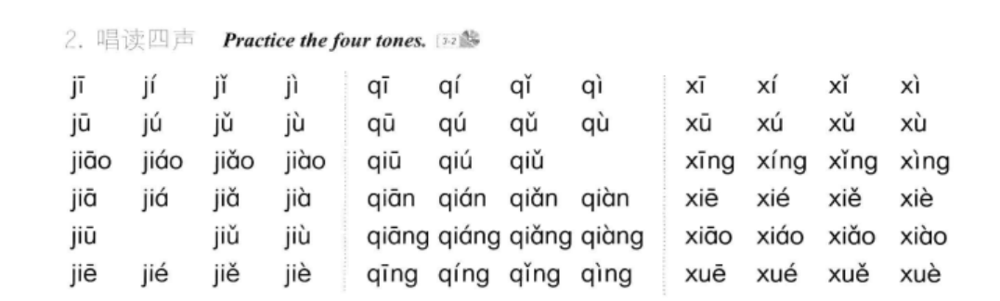 2. 唱读四声 Practice the four tones. 3-2
jī jí jǐ jì qī qí qǐ qì xī xí xǐ xì
jū jú jǔ jù qū qú qǔ qù xū xú xǔ xù
jiāo jiáo jiǎo jiào qiū qiú qiǔ xīng xíng xǐng xìng
jiā jiá jiǎ jià qiān qián qiǎn qiàn xiē xié xiě xiè
jiū jiǔ jiù qiāng qiáng qiǎng qiàng xiāo xiáo xiǎo xiào
jiē jié jiě jiè qīng qíng qǐng qìng xuē xué xuě xuè